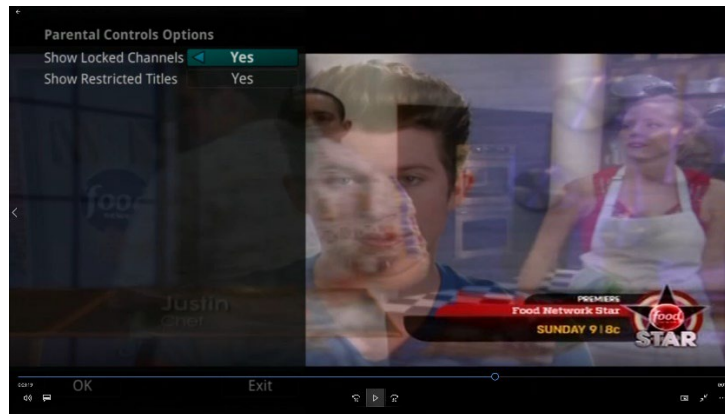 Parental Controls Options
Show Locked Channels Yes
Show Restricted Titles Yes
food
Justin
Chef
PREMIERS
Food Network Star
SUNDAY 9 | 8c
food
STAR
OK Exit